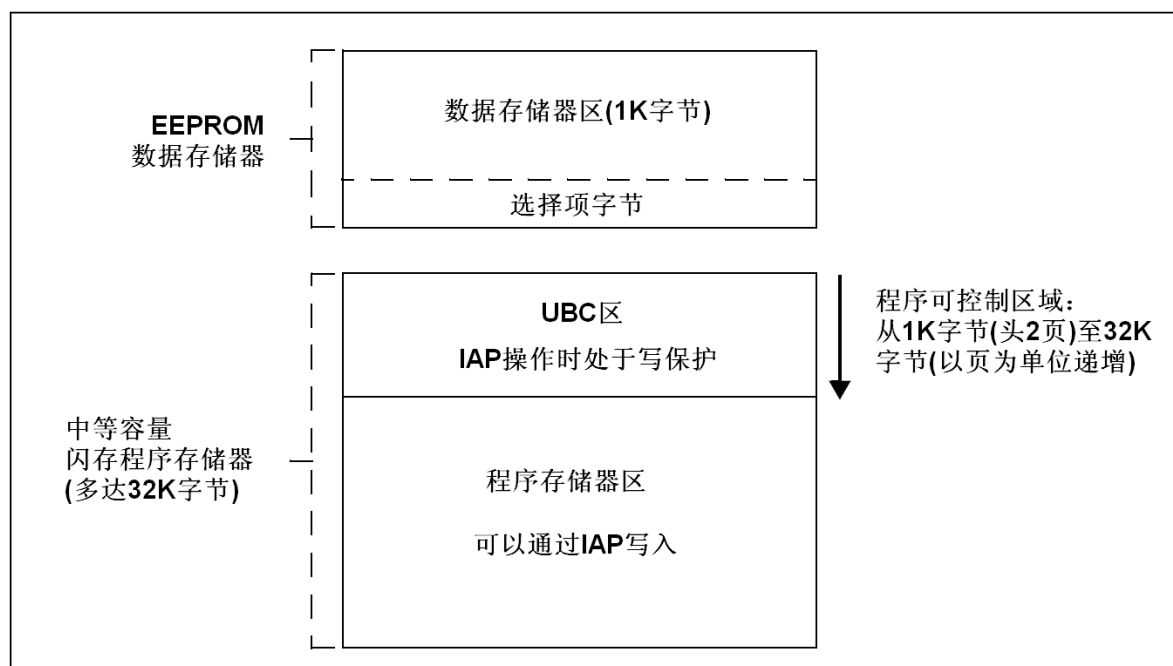 数据存储器区(1K字节)
EEPROM
数据存储器
选择项字节
UBC区
IAP操作时处于写保护
程序可控制区域:
从1K字节(头2页)至32K
字节(以页为单位递增)
中等容量
闪存程序存储器
(多达32K字节)
程序存储器区
可以通过IAP写入